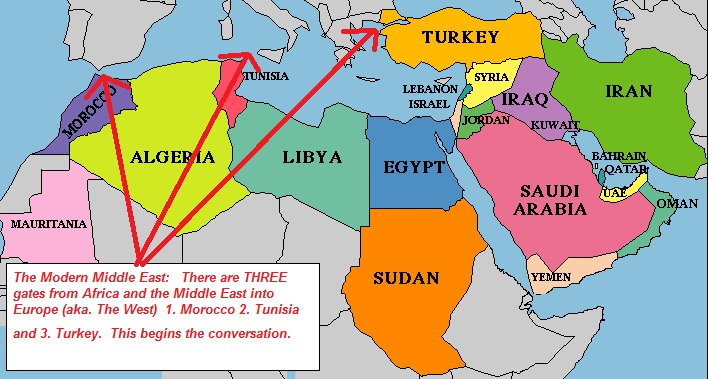 TURKEY
TUNISIA
SYRIA
LEBANON
ISRAEL
IRAQ
IRAN
MOROCCO
JORDAN
KUWAIT
ALGERIA
LIBYA
EGYPT
BAHRAIN
QATAR
UAE
SAUDI
ARABIA
OMAN
MAURITANIA
SUDAN
YEMEN
The Modern Middle East:   There are THREE
gates from Africa and the Middle East into
Europe (aka. The West)  1. Morocco 2. Tunisia
and 3. Turkey.  This begins the conversation.